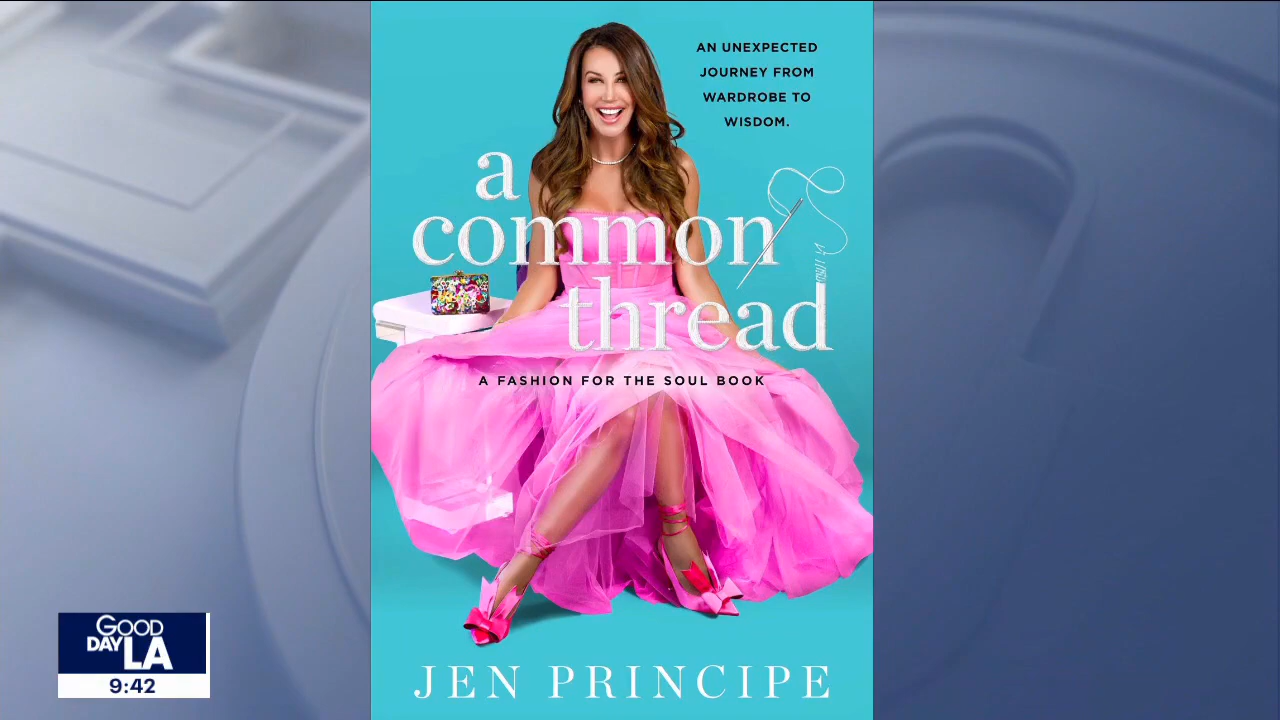 AN UNEXPECTED
JOURNEY FROM
WARDROBE TO
WISDOM.
a
common
thread
A FASHION FOR THE SOUL BOOK
JEN PRINCIPE
GOOD
DAY LA
9:42